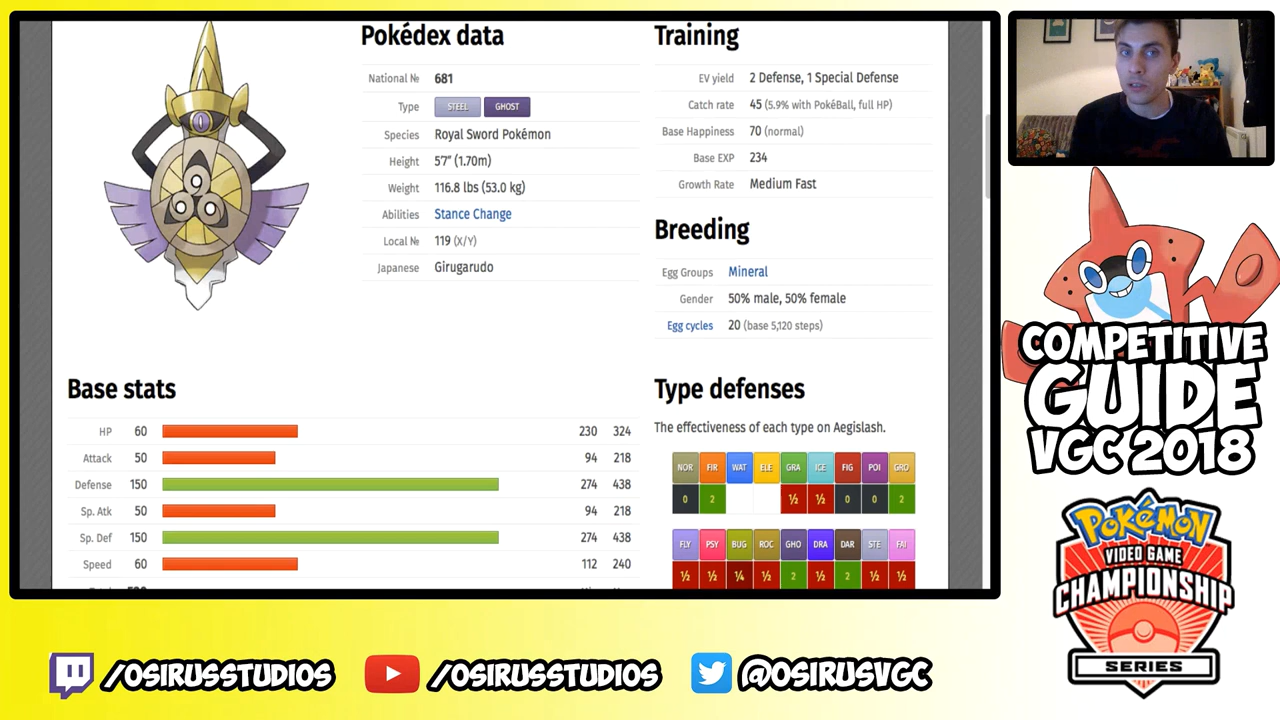 Pokédex data
National № 681
Type STEEL GHOST
Species Royal Sword Pokémon
Height 5′7″ (1.70m)
Weight 116.8 lbs (53.0 kg)
Abilities Stance Change
Local № 119 (X/Y)
Japanese Girugarudo
Training
EV yield 2 Defense, 1 Special Defense
Catch rate 45 (5.9% with PokéBall, full HP)
Base Happiness 70 (normal)
Base EXP 234
Growth Rate Medium Fast
Breeding
Egg Groups Mineral
Gender 50% male, 50% female
Egg cycles 20 (base 5,120 steps)
Base stats
HP 60 230 324
Attack 50 94 218
Defense 150 274 438
Sp. Atk 50 94 218
Sp. Def 150 274 438
Speed 60 112 240
Type defenses
The effectiveness of each type on Aegislash.
NOR FIR WAT ELE GRA ICE FIG POI GRO
0 2 ½ ½ 0 0 2
FLY PSY BUG ROC GHO DRA DAR STE FAI
½ ½ ¼ ½ 2 ½ 2 ½ ½
COMPETITIVE
GUIDE
VGC 2018
Pokémon
VIDEO GAME
CHAMPIONSHIP
SERIES
/OSIRUSSTUDIOS
/OSIRUSSTUDIOS
@OSIRUSVGC